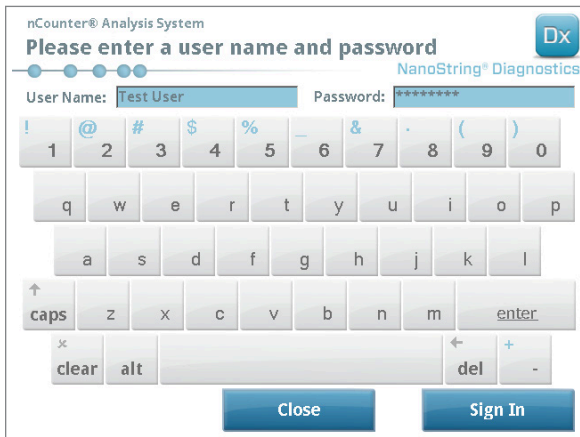 nCounter® Analysis System
Please enter a user name and password
Dx
NanoString® Diagnostics
User Name: Test User Password: ********
! @ # $ % _ & . ( )
1 2 3 4 5 6 7 8 9 0
q w e r t y u i o p
a s d f g h j k l
caps z x c v b n m enter
+
clear alt del -
Close Sign In